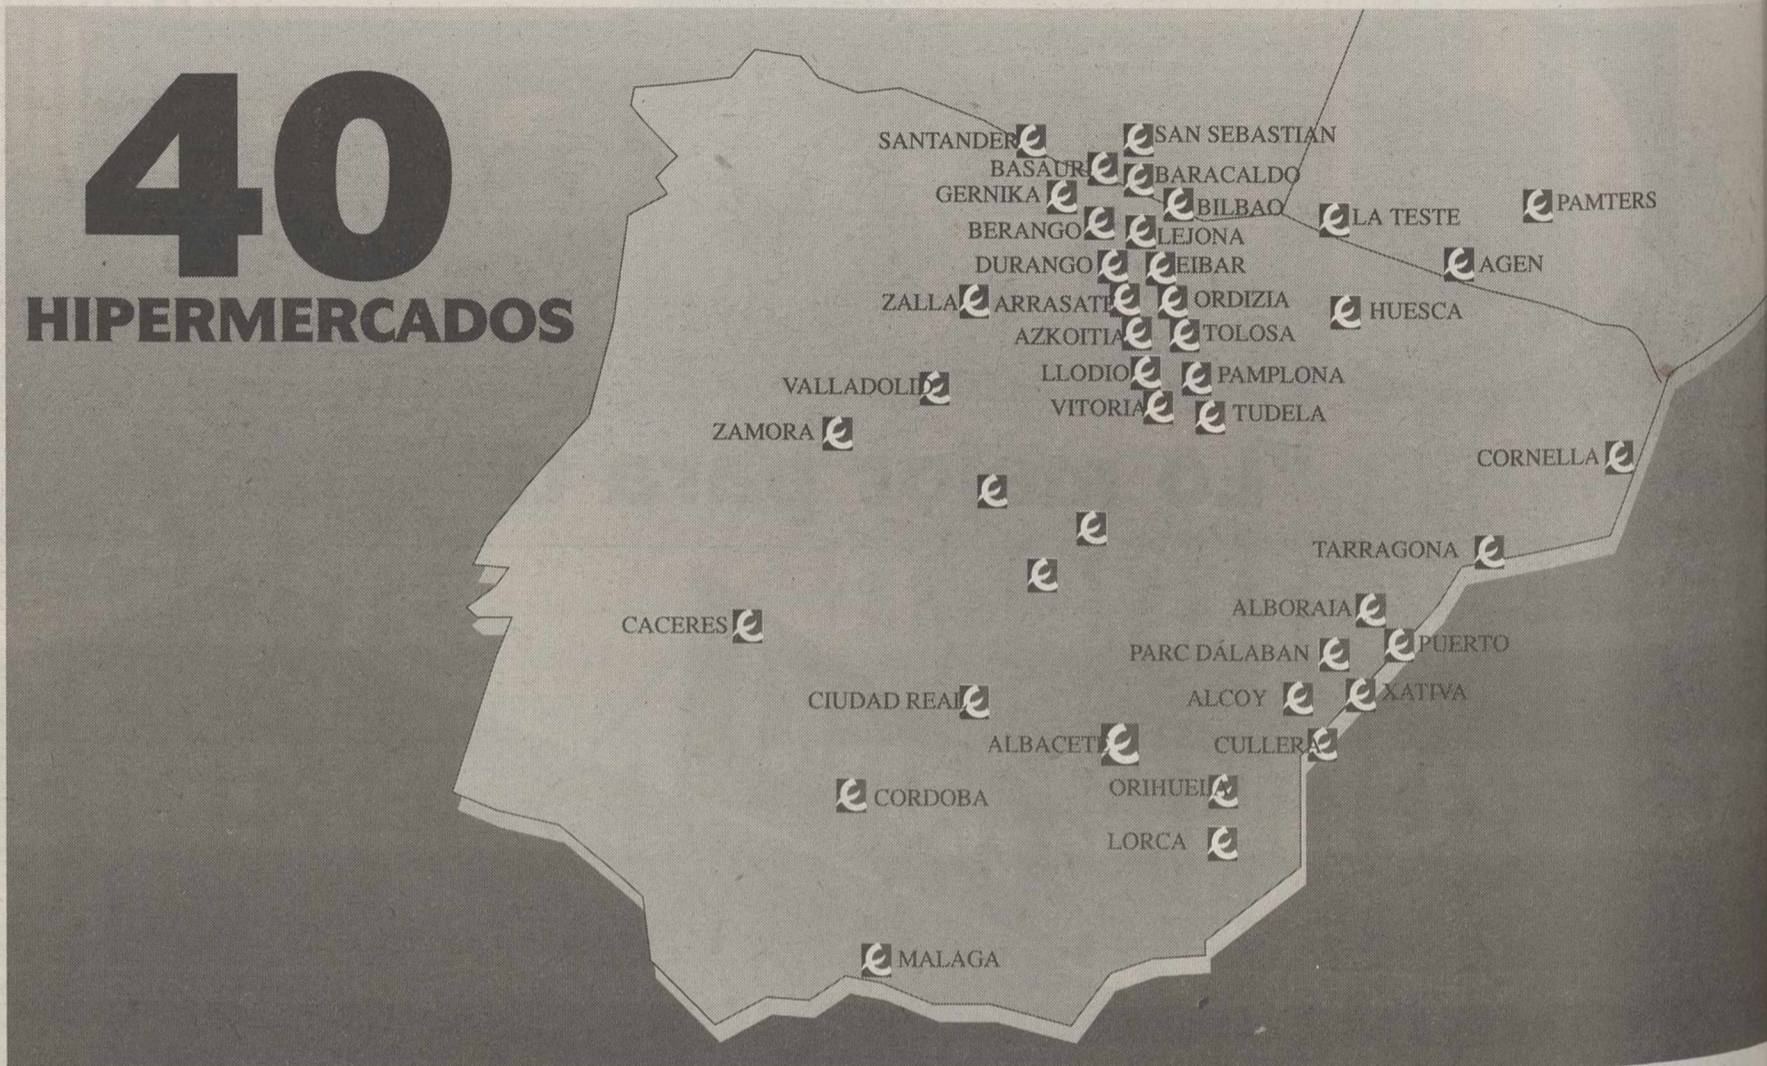 40
HIPERMERCADOS
SANTANDER
SAN SEBASTIAN
BASAURI
BARACALDO
GERNIKA
BILBAO
LA TESTE
PAMTERS
BERANGO
LEJONA
DURANGO
EIBAR
AGEN
ZALLA
ARRASATE
ORDIZIA
HUESCA
AZKOITIA
TOLOSA
LLODIO
PAMPLONA
VALLADOLID
VITORIA
TUDELA
ZAMORA
CORNELLA
TARRAGONA
ALBORAIA
CACERES
PARC DÁLABAN
PUERTO
CIUDAD REAL
ALCOY
XATIVA
ALBACETE
CULLERA
CORDOBA
ORIHUELA
LORCA
MALAGA